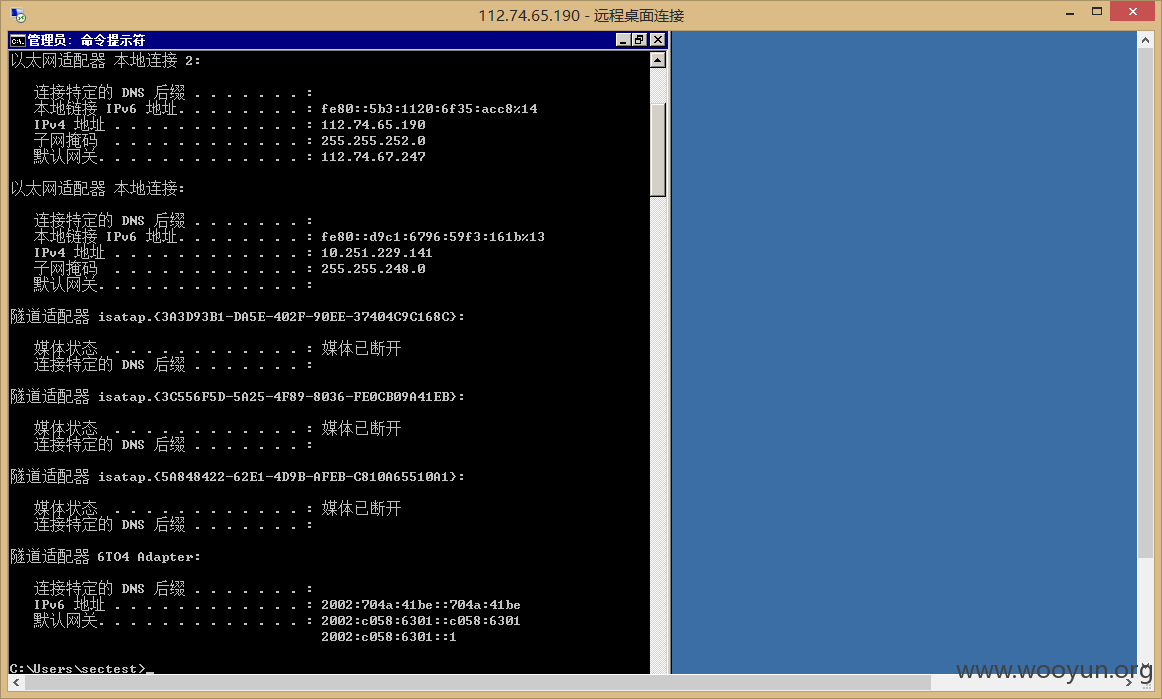 112.74.65.190 - 远程桌面连接
管理员: 命令提示符
以太网适配器 本地连接 2:
连接特定的 DNS 后缀 . . . . . . . :
本地链接 IPv6 地址. . . . . . . . : fe80::5b3:1120:6f35:acc8%14
IPv4 地址 . . . . . . . . . . . . : 112.74.65.190
子网掩码 . . . . . . . . . . . . : 255.255.252.0
默认网关. . . . . . . . . . . . . : 112.74.67.247
以太网适配器 本地连接:
连接特定的 DNS 后缀 . . . . . . . :
本地链接 IPv6 地址. . . . . . . . : fe80::d9c1:6796:59f3:161b%13
IPv4 地址 . . . . . . . . . . . . : 10.251.229.141
子网掩码 . . . . . . . . . . . . : 255.255.248.0
默认网关. . . . . . . . . . . . . :
隧道适配器 isatap.{3A3D93B1-DA5E-402F-90EE-37404C9C168C}:
媒体状态 . . . . . . . . . . . . : 媒体已断开
连接特定的 DNS 后缀 . . . . . . . :
隧道适配器 isatap.{3C556F5D-5A25-4F89-8036-FE0CB09A41EB}:
媒体状态 . . . . . . . . . . . . : 媒体已断开
连接特定的 DNS 后缀 . . . . . . . :
隧道适配器 isatap.{5A848422-62E1-4D9B-AFEB-C810A65510A1}:
媒体状态 . . . . . . . . . . . . : 媒体已断开
连接特定的 DNS 后缀 . . . . . . . :
隧道适配器 6TO4 Adapter:
连接特定的 DNS 后缀 . . . . . . . :
IPv6 地址 . . . . . . . . . . . . : 2002:704a:41be::704a:41be
默认网关. . . . . . . . . . . . . : 2002:c058:6301::c058:6301
2002:c058:6301::1
C:\Users\sectest>_
www.wooyun.org